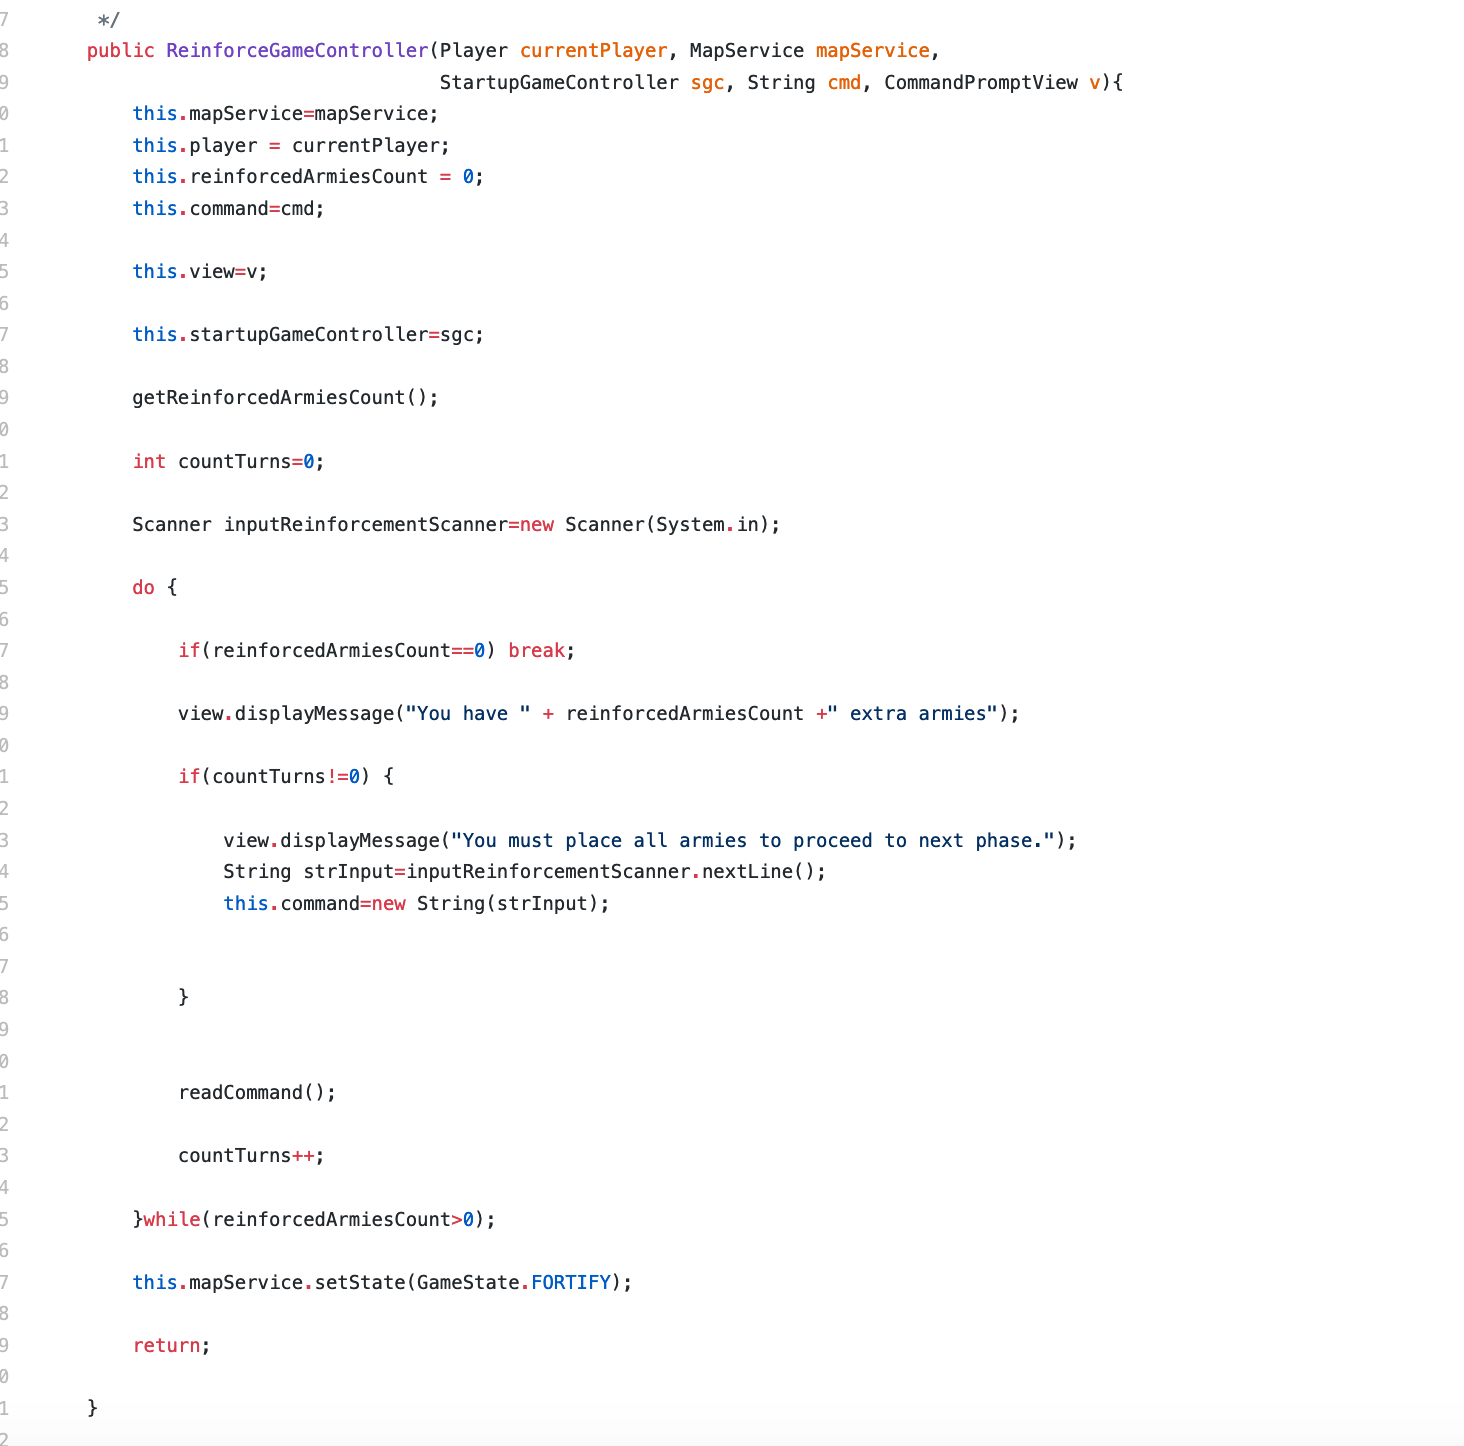 7 */
8 public ReinforceGameController(Player currentPlayer, MapService mapService,
9 StartupGameController sgc, String cmd, CommandPromptView v){
0 this.mapService=mapService;
1 this.player = currentPlayer;
2 this.reinforcedArmiesCount = 0;
3 this.command=cmd;
4
5 this.view=v;
6
7 this.startupGameController=sgc;
8
9 getReinforcedArmiesCount();
0
1 int countTurns=0;
2
3 Scanner inputReinforcementScanner=new Scanner(System.in);
4
5 do {
6
7 if(reinforcedArmiesCount==0) break;
8
9 view.displayMessage("You have " + reinforcedArmiesCount +" extra armies");
0
1 if(countTurns!=0) {
2
3 view.displayMessage("You must place all armies to proceed to next phase.");
4 String strInput=inputReinforcementScanner.nextLine();
5 this.command=new String(strInput);
6
7
8 }
9
0
1 readCommand();
2
3 countTurns++;
4
5 }while(reinforcedArmiesCount>0);
6
7 this.mapService.setState(GameState.FORTIFY);
8
9 return;
0
1 }
2